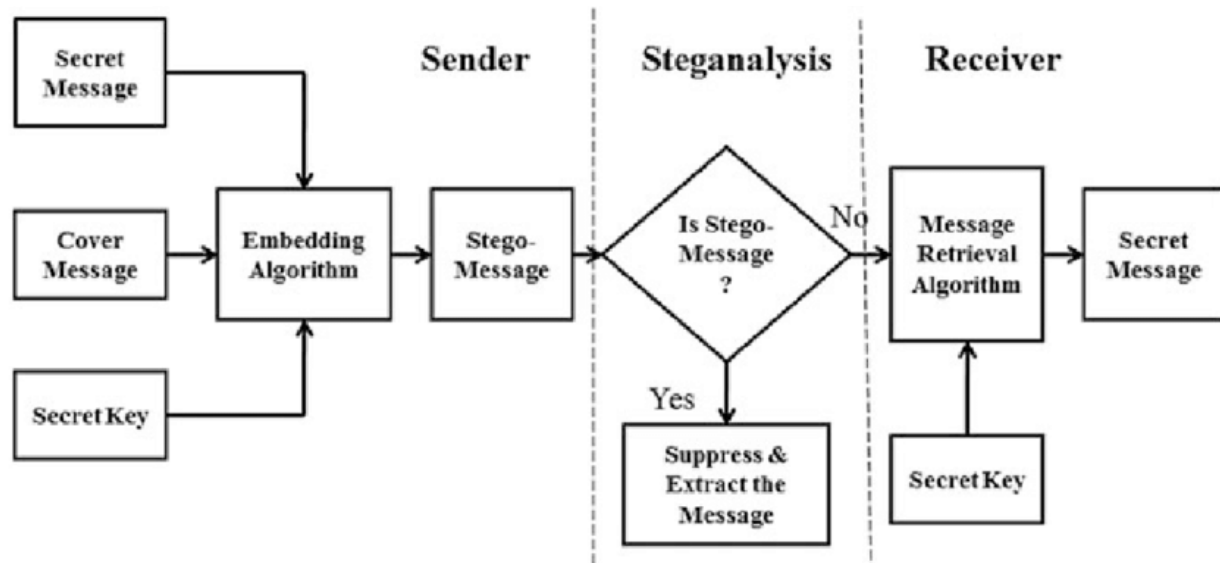 Secret
Message
Sender
Steganalysis
Receiver
Cover
Message
Embedding
Algorithm
Stego-
Message
Is Stego-
Message
?
No
Message
Retrieval
Algorithm
Secret
Message
Secret Key
Yes
Suppress &
Extract the
Message
Secret Key